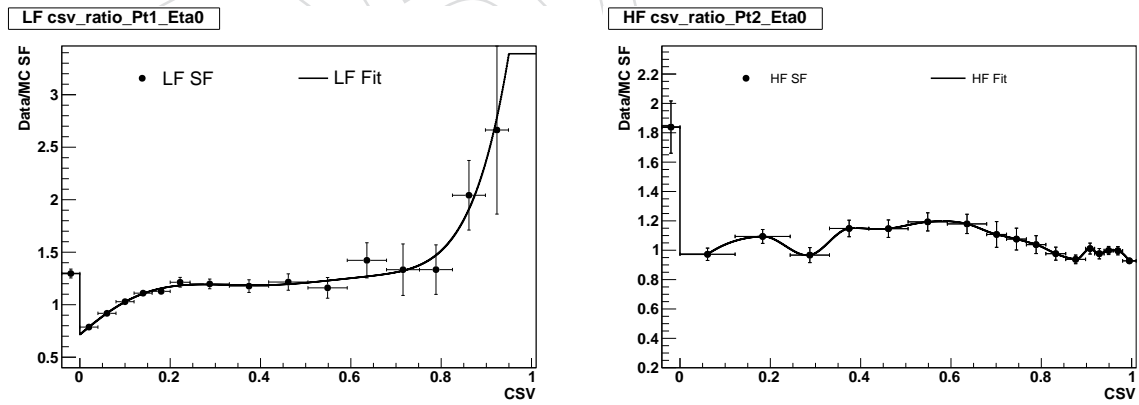 LF csv_ratio_Pt1_Eta0
Data/MC SF
LF SF
LF Fit
3
2.5
2
1.5
1
0.5
0 0.2 0.4 0.6 0.8 1
CSV
HF csv_ratio_Pt2_Eta0
Data/MC SF
HF SF
HF Fit
2.2
2
1.8
1.6
1.4
1.2
1
0.8
0.6
0.4
0.2
0 0.2 0.4 0.6 0.8 1
CSV